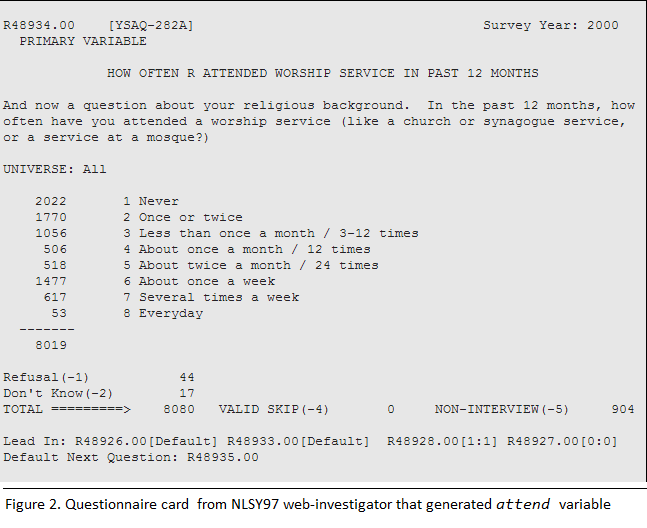 R48934.00 [YSAQ-282A] Survey Year: 2000
PRIMARY VARIABLE
HOW OFTEN R ATTENDED WORSHIP SERVICE IN PAST 12 MONTHS
And now a question about your religious background. In the past 12 months, how
often have you attended a worship service (like a church or synagogue service,
or a service at a mosque?)
UNIVERSE: All
2022 1 Never
1770 2 Once or twice
1056 3 Less than once a month / 3-12 times
506 4 About once a month / 12 times
518 5 About twice a month / 24 times
1477 6 About once a week
617 7 Several times a week
53 8 Everyday
-------
8019
Refusal(-1) 44
Don't Know(-2) 17
TOTAL =========> 8080 VALID SKIP(-4) 0 NON-INTERVIEW(-5) 904
Lead In: R48926.00[Default] R48933.00[Default] R48928.00[1:1] R48927.00[0:0]
Default Next Question: R48935.00
Figure 2. Questionnaire card from NLSY97 web-investigator that generated attend variable